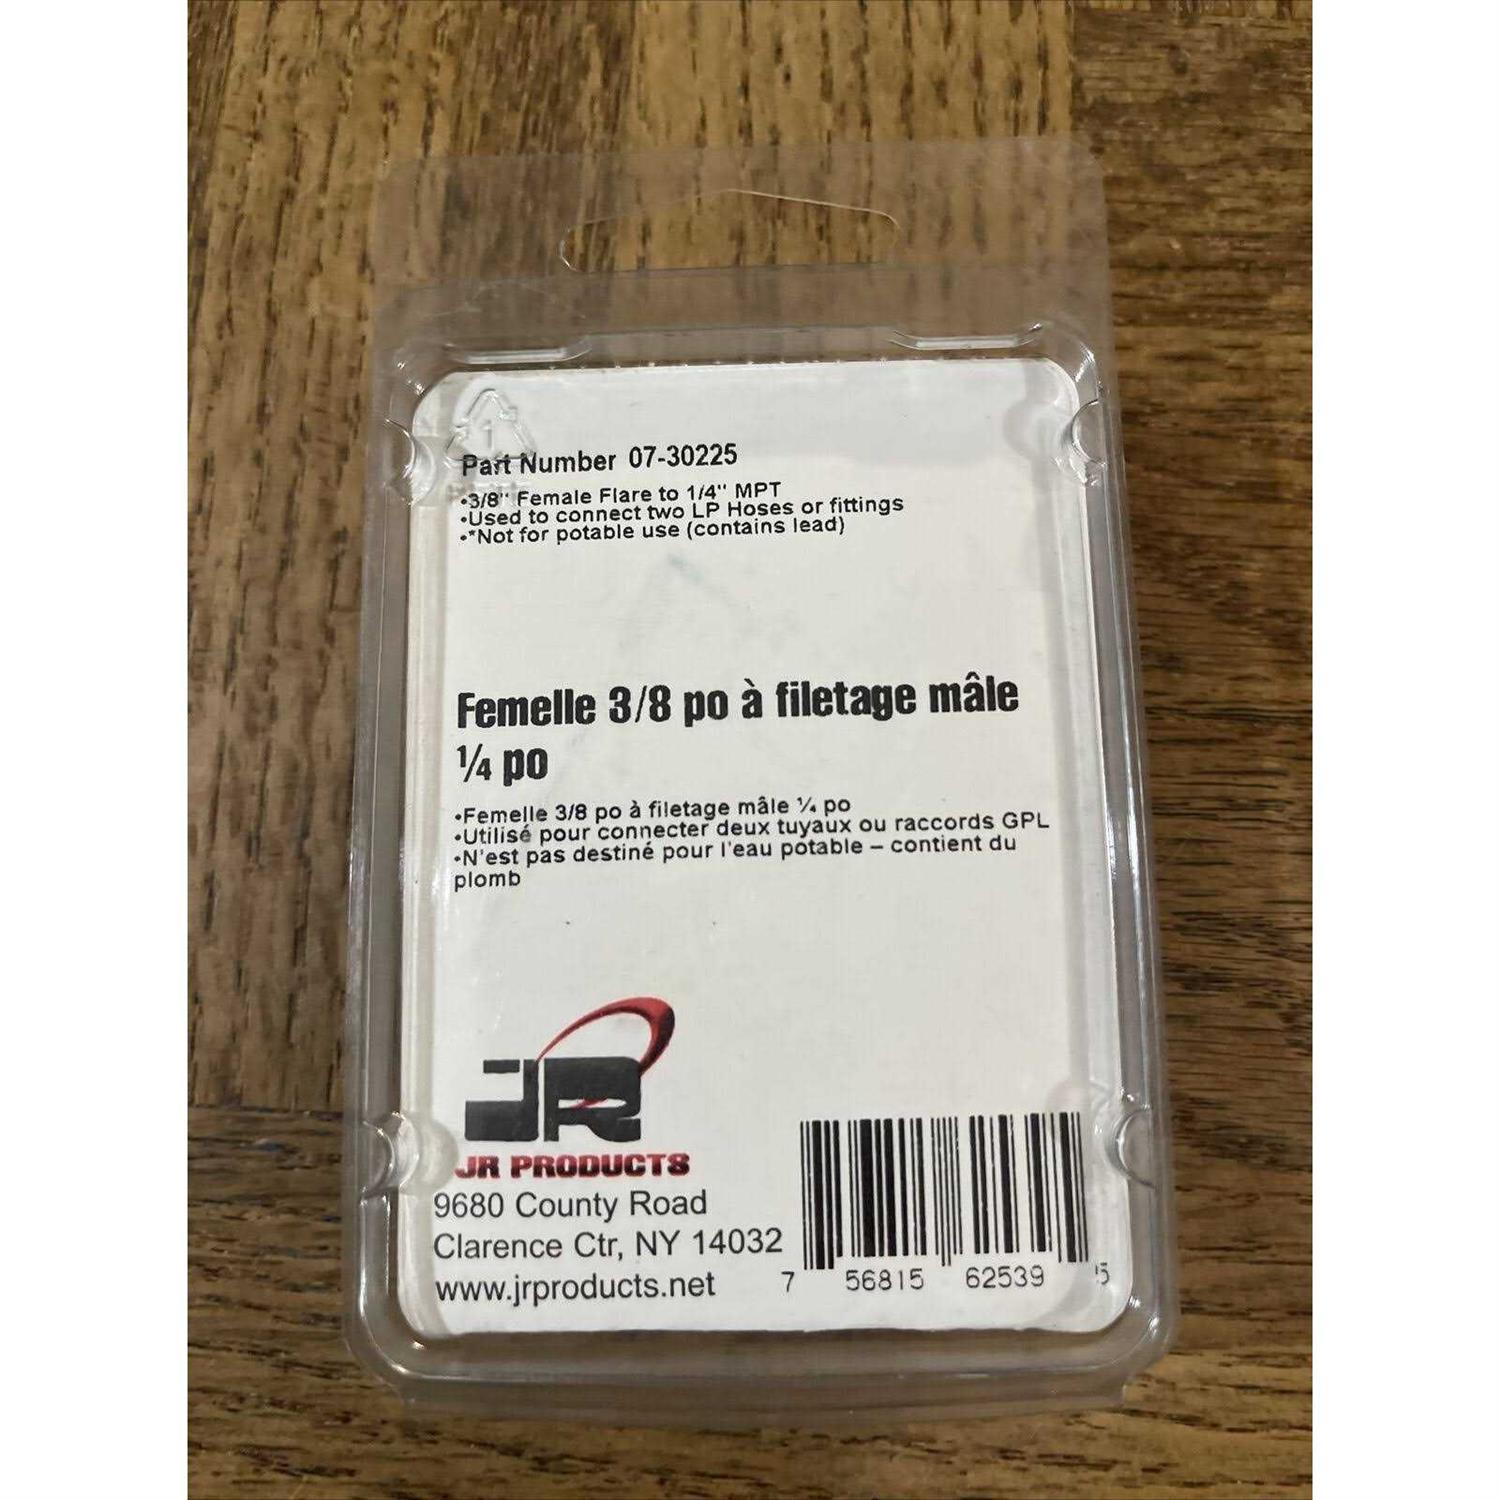 1
Part Number 07-30225
•3/8" Female Flare to 1/4" MPT
•Used to connect two LP Hoses or fittings
•*Not for potable use (contains lead)
Femelle 3/8 po à filetage mâle
¼ po
•Femelle 3/8 po à filetage mâle ¼ po
•Utilisé pour connecter deux tuyaux ou raccords GPL
•N'est pas destiné pour l'eau potable – contient du
plomb
JR
JR PRODUCTS
9680 County Road
Clarence Ctr, NY 14032
www.jrproducts.net
7 56815 62539 5